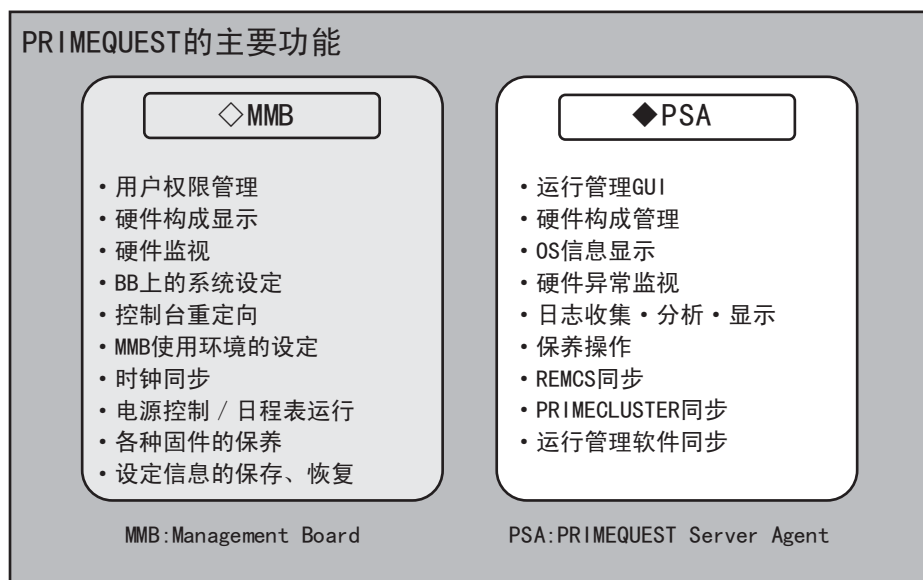 PRIMEQUEST的主要功能
◇MMB
・用户权限管理
・硬件构成显示
・硬件监视
・BB上的系统设定
・控制台重定向
・MMB使用环境的设定
・时钟同步
・电源控制 / 日程表运行
・各种固件的保养
・设定信息的保存、恢复
MMB:Management Board
◆PSA
・运行管理GUI
・硬件构成管理
・OS信息显示
・硬件异常监视
・日志收集・分析・显示
・保养操作
・REMCS同步
・PRIMECLUSTER同步
・运行管理软件同步
PSA:PRIMEQUEST Server Agent